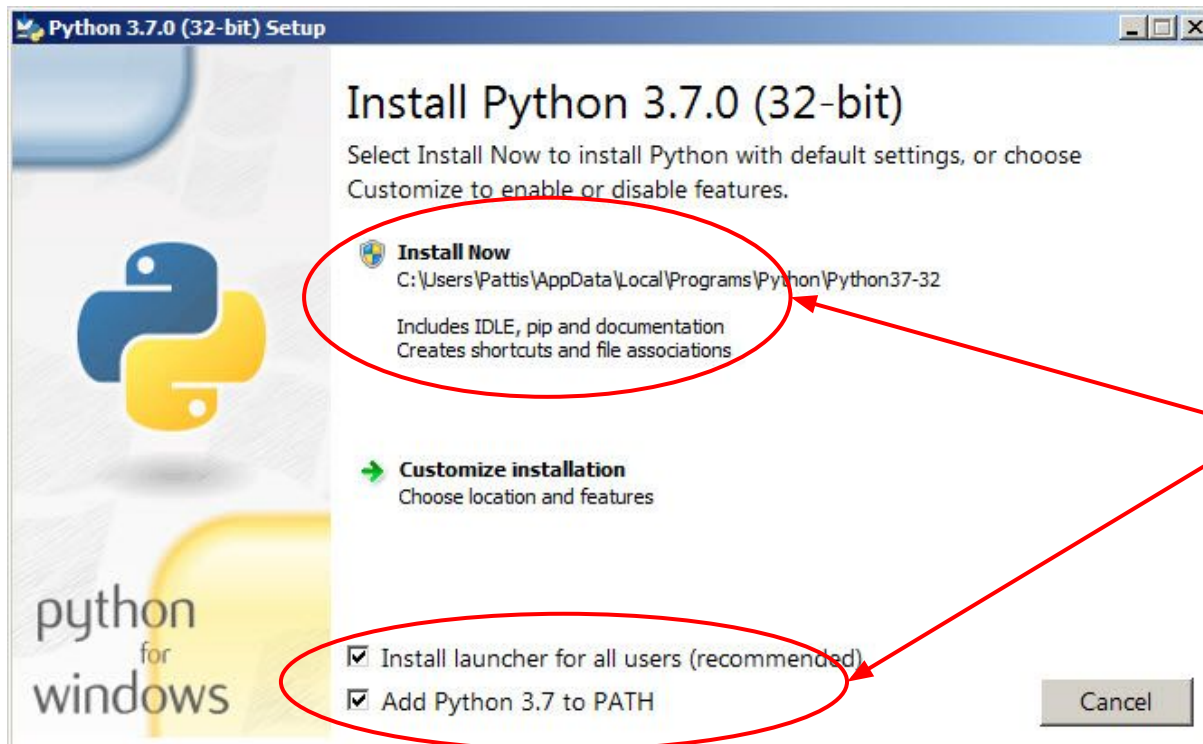 Python 3.7.0 (32-bit) Setup
Install Python 3.7.0 (32-bit)
Select Install Now to install Python with default settings, or choose
Customize to enable or disable features.
Install Now
C:\Users\Pattis\AppData\Local\Programs\Python\Python37-32
Includes IDLE, pip and documentation
Creates shortcuts and file associations
Customize installation
Choose location and features
python
for
windows
Install launcher for all users (recommended)
Add Python 3.7 to PATH
Cancel